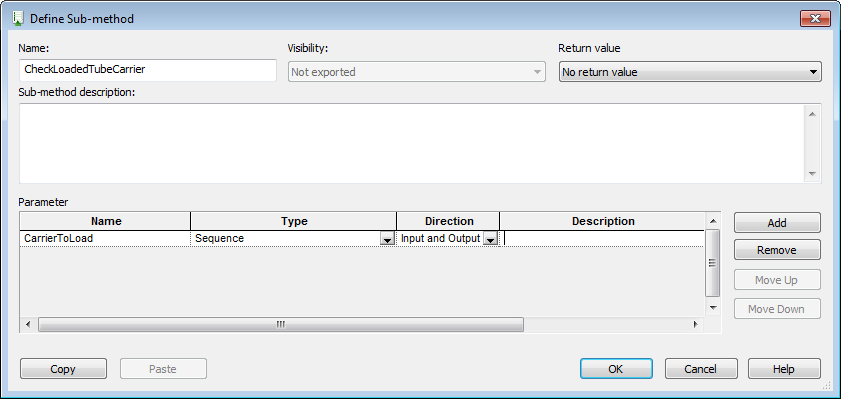 Define Sub-method
Name: Visibility: Return value
CheckLoadedTubeCarrier Not exported No return value
Sub-method description:
Parameter
Name Type Direction Description
CarrierToLoad Sequence Input and Output
Add
Remove
Move Up
Move Down
Copy Paste OK Cancel Help